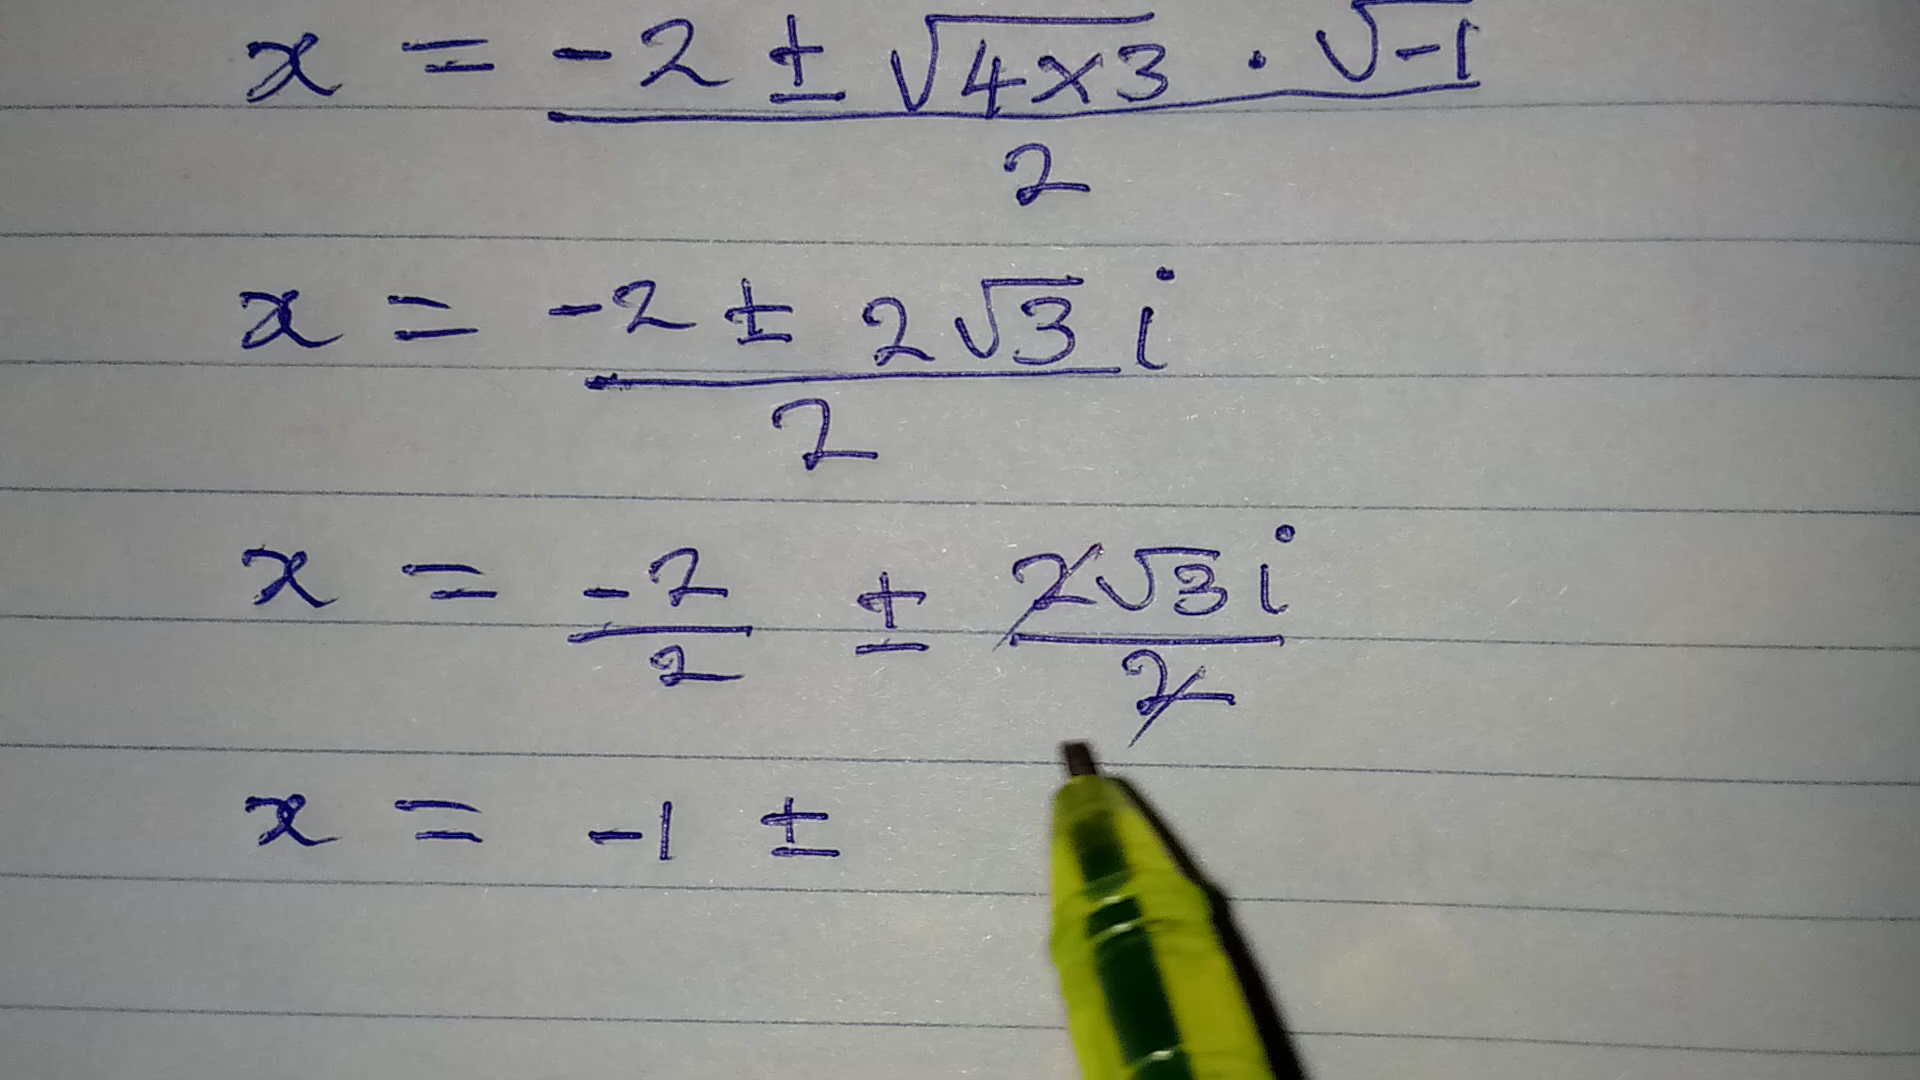 x = (-2 ± √(4×3) · √-1) / 2
x = (-2 ± 2√3 i) / 2
x = -2/2 ± 2√3 i/2
x = -1 ±